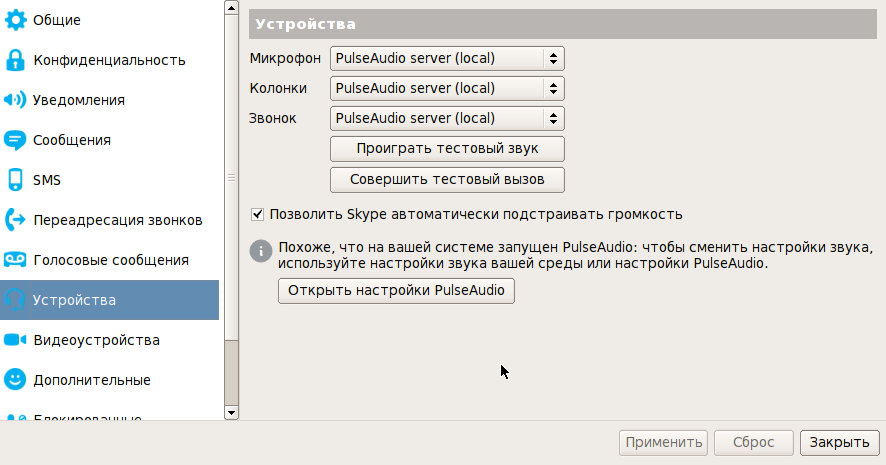 Общие
Конфиденциальность
Уведомления
Сообщения
SMS
Переадресация звонков
Голосовые сообщения
Устройства
Видеоустройства
Дополнительные
Блокированные
Устройства
Микрофон PulseAudio server (local)
Колонки PulseAudio server (local)
Звонок PulseAudio server (local)
Проиграть тестовый звук
Совершить тестовый вызов
Позволить Skype автоматически подстраивать громкость
Похоже, что на вашей системе запущен PulseAudio: чтобы сменить настройки звука,
используйте настройки звука вашей среды или настройки PulseAudio.
Открыть настройки PulseAudio
Применить Сброс Закрыть